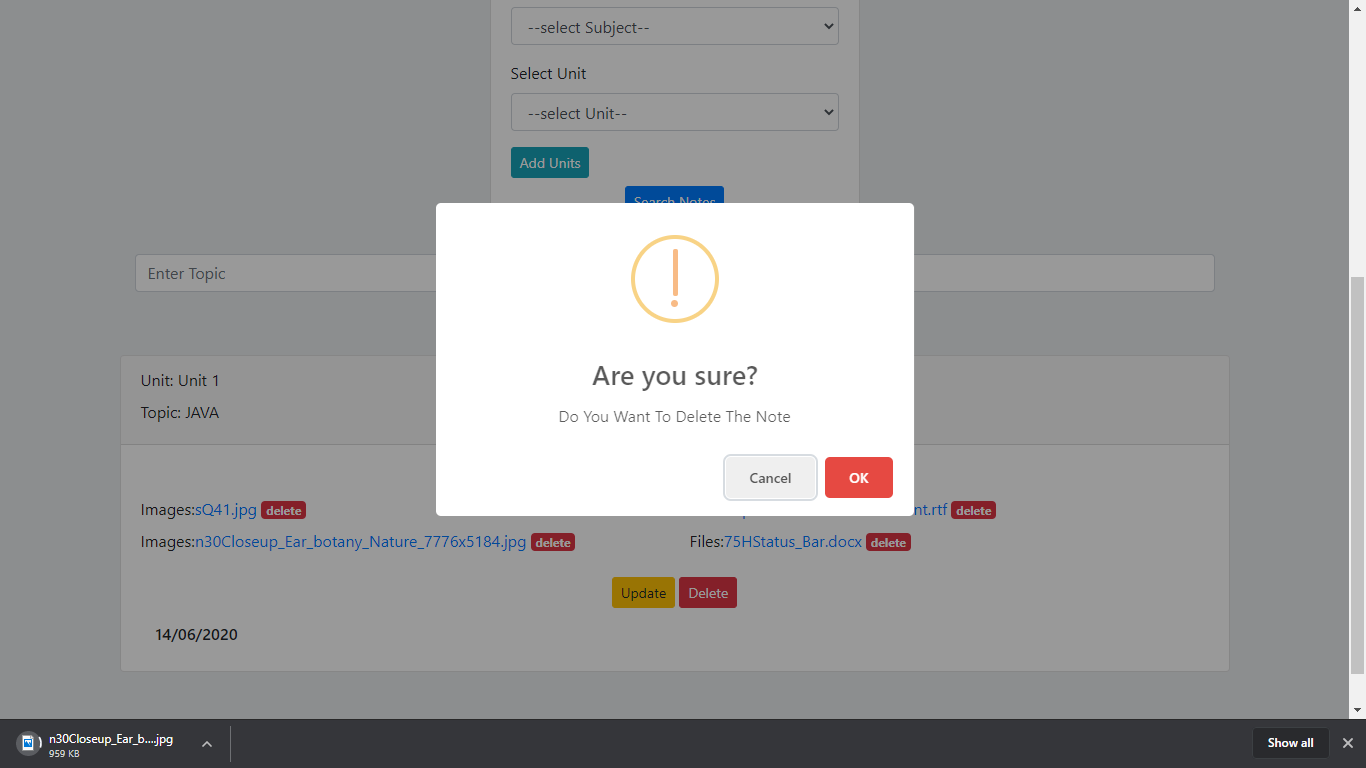 --select Subject--
Select Unit
--select Unit--
Add Units
Search Notes
Enter Topic
Are you sure?
Do You Want To Delete The Note
Cancel OK
Unit: Unit 1
Topic: JAVA
Images:sQ41.jpg delete
nt.rtf delete
Images:n30Closeup_Ear_botany_Nature_7776x5184.jpg delete
Files:75HStatus_Bar.docx delete
Update Delete
14/06/2020
n30Closeup_Ear_b....jpg
959 KB
Show all